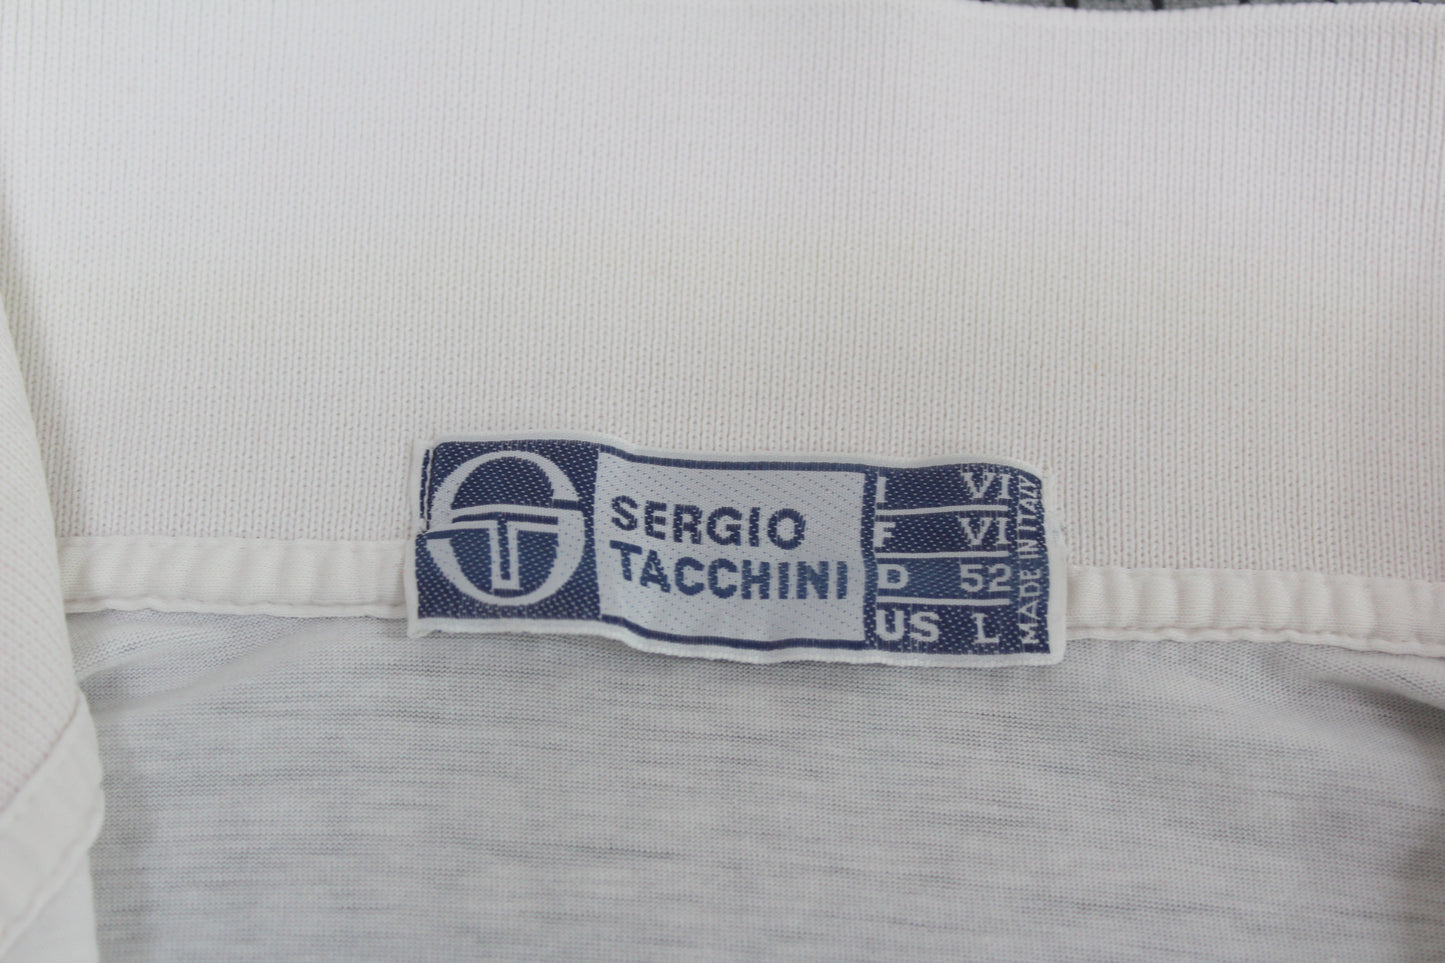 SERGIO
TACCHINI
I VI
F VI
D 52
US L
MADE IN ITALY